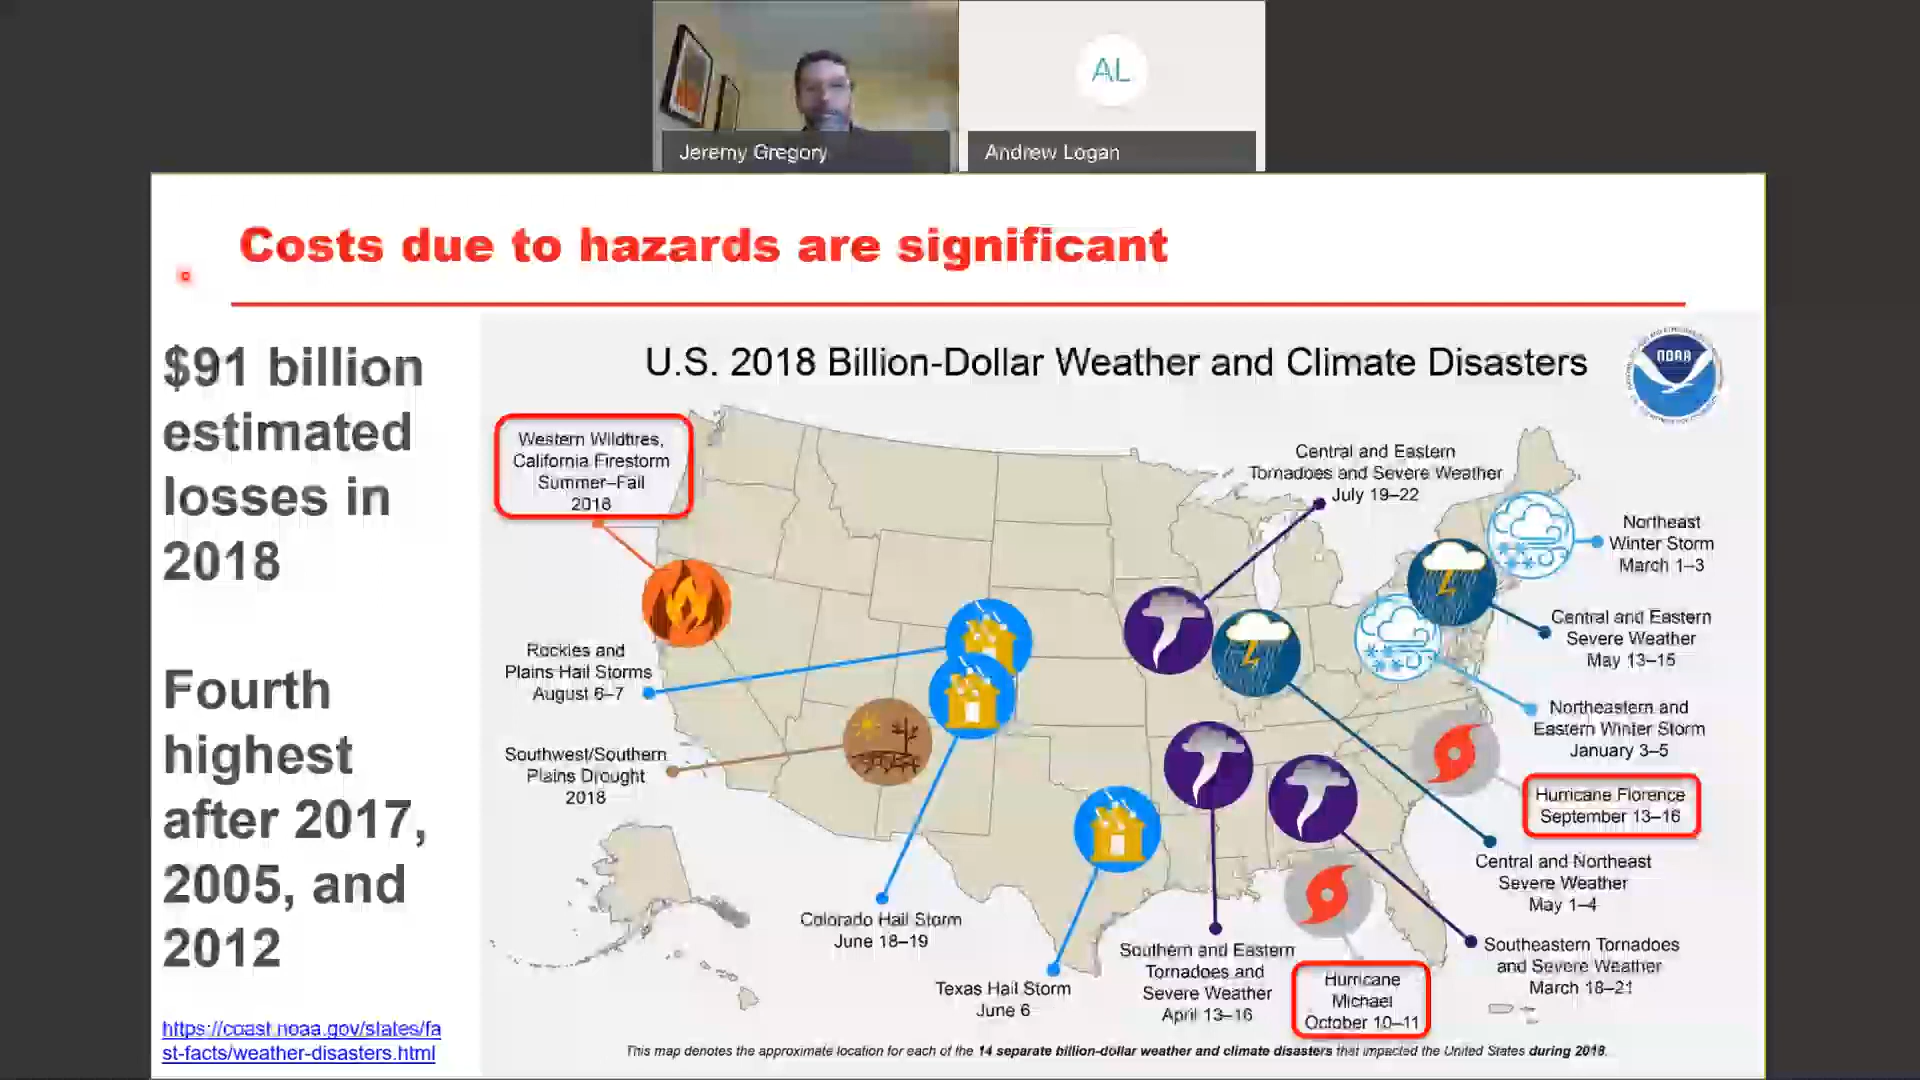 Jeremy Gregory
AL
Andrew Logan
Costs due to hazards are significant
$91 billion
estimated
losses in
2018
Fourth
highest
after 2017,
2005, and
2012
https://coast.noaa.gov/states/fa
st-facts/weather-disasters.html
U.S. 2018 Billion-Dollar Weather and Climate Disasters
NOAA
Western Wildfires,
California Firestorm
Summer–Fall
2018
Central and Eastern
Tornadoes and Severe Weather
July 19–22
Northeast
Winter Storm
March 1–3
Central and Eastern
Severe Weather
May 13–15
Rockies and
Plains Hail Storms
August 6–7
Northeastern and
Eastern Winter Storm
January 3–5
Southwest/Southern
Plains Drought
2018
Hurricane Florence
September 13–16
Central and Northeast
Severe Weather
May 1–4
Colorado Hail Storm
June 18–19
Southeastern Tornadoes
and Severe Weather
March 18–21
Southern and Eastern
Tornadoes and
Severe Weather
April 13–16
Texas Hail Storm
June 6
Hurricane
Michael
October 10–11
This map denotes the approximate location for each of the 14 separate billion-dollar weather and climate disasters that impacted the United States during 2018.